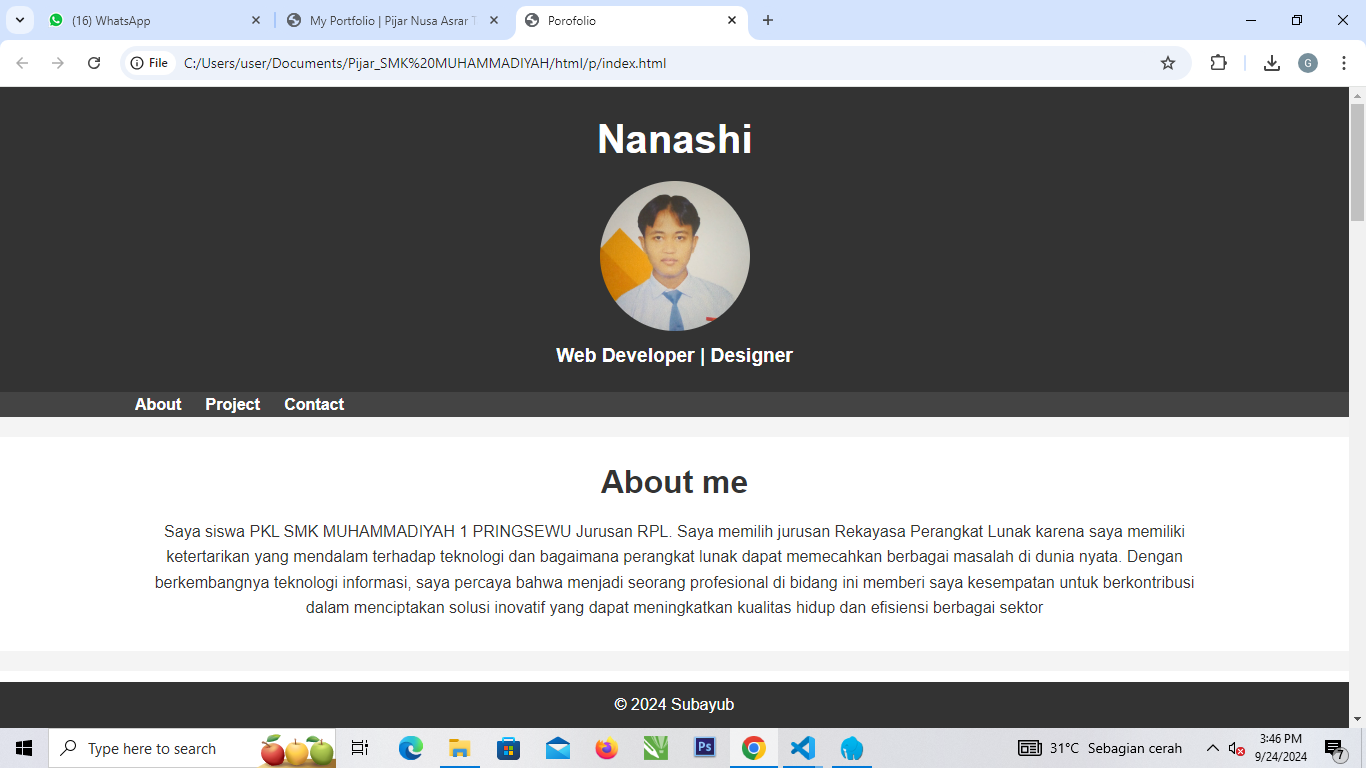 (16) WhatsApp
My Portfolio | Pijar Nusa Asrar
Porofolio
File
C:/Users/user/Documents/Pijar_SMK%20MUHAMMADIYAH/html/p/index.html
G
Nanashi
Web Developer | Designer
About Project Contact
About me
Saya siswa PKL SMK MUHAMMADIYAH 1 PRINGSEWU Jurusan RPL. Saya memilih jurusan Rekayasa Perangkat Lunak karena saya memiliki
ketertarikan yang mendalam terhadap teknologi dan bagaimana perangkat lunak dapat memecahkan berbagai masalah di dunia nyata. Dengan
berkembangnya teknologi informasi, saya percaya bahwa menjadi seorang profesional di bidang ini memberi saya kesempatan untuk berkontribusi
dalam menciptakan solusi inovatif yang dapat meningkatkan kualitas hidup dan efisiensi berbagai sektor
© 2024 Subayub
Type here to search
Ps
31°C Sebagian cerah
3:46 PM
9/24/2024
7